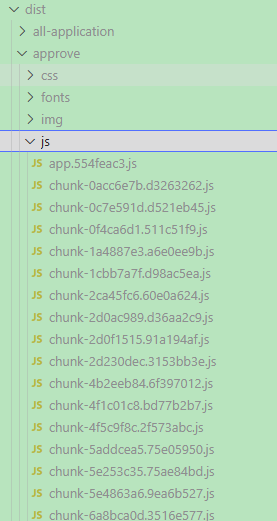 dist
all-application
approve
css
fonts
img
js
JS app.554feac3.js
JS chunk-0acc6e7b.d3263262.js
JS chunk-0c7e591d.d521eb45.js
JS chunk-0f4ca6d1.511c51f9.js
JS chunk-1a4887e3.a6e0ee9b.js
JS chunk-1cbb7a7f.d98ac5ea.js
JS chunk-2ca45fc6.60e0a624.js
JS chunk-2d0ac989.d36aa2c9.js
JS chunk-2d0f1515.91a194af.js
JS chunk-2d230dec.3153bb3e.js
JS chunk-4b2eeb84.6f397012.js
JS chunk-4f1c01c8.bd77b2b7.js
JS chunk-4f5c9f8c.2f573abc.js
JS chunk-5addcea5.75e05950.js
JS chunk-5e253c35.75ae84bd.js
JS chunk-5e4863a6.9ea6b527.js
JS chunk-6a8bca0d.3516e577.js